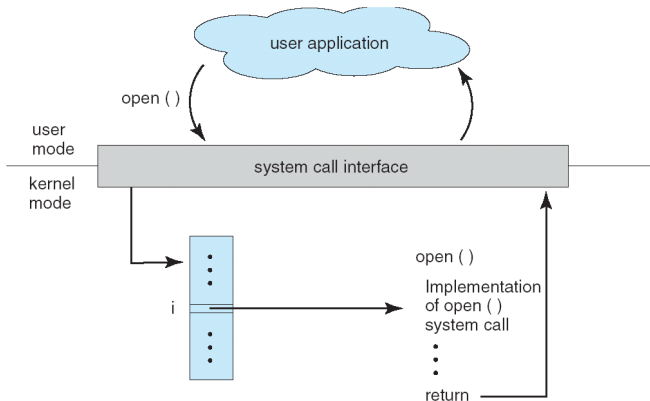 user application
open ( )
user
mode
system call interface
kernel
mode
open ( )
i
Implementation
of open ( )
system call
return